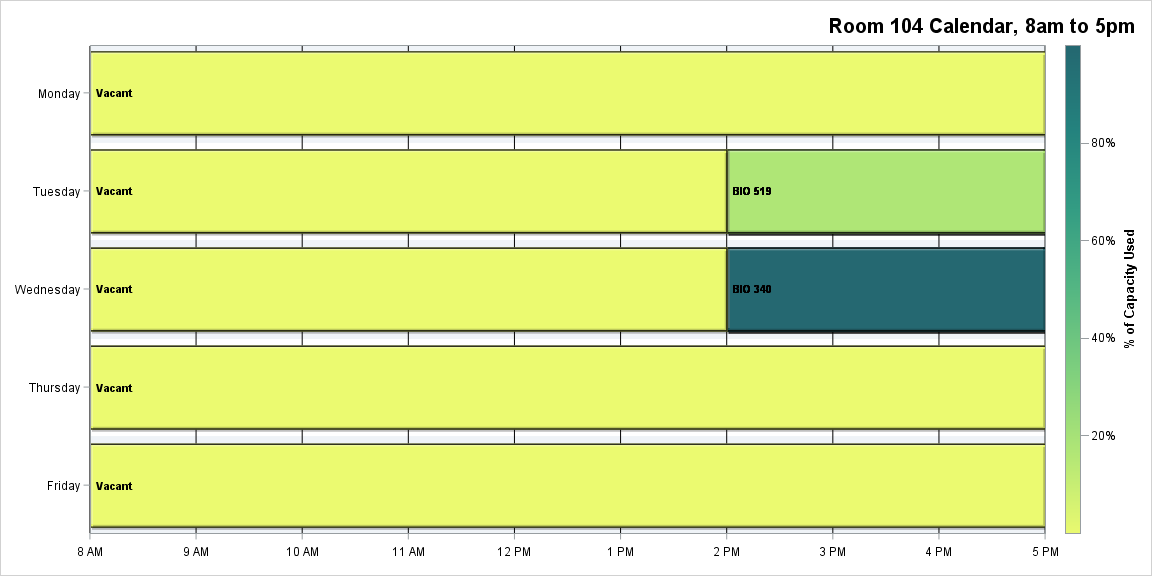 Room 104 Calendar, 8am to 5pm
Monday
Vacant
Tuesday
Vacant
BIO 519
Wednesday
Vacant
BIO 340
Thursday
Vacant
Friday
Vacant
8 AM
9 AM
10 AM
11 AM
12 PM
1 PM
2 PM
3 PM
4 PM
5 PM
80%
60%
40%
20%
% of Capacity Used